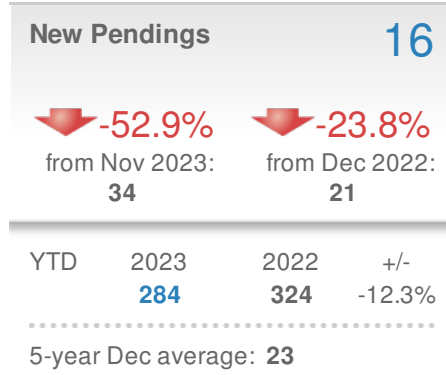 New Pendings 16
-52.9% -23.8%
from Nov 2023: from Dec 2022:
34 21
YTD 2023 2022 +/-
284 324 -12.3%
5-year Dec average: 23